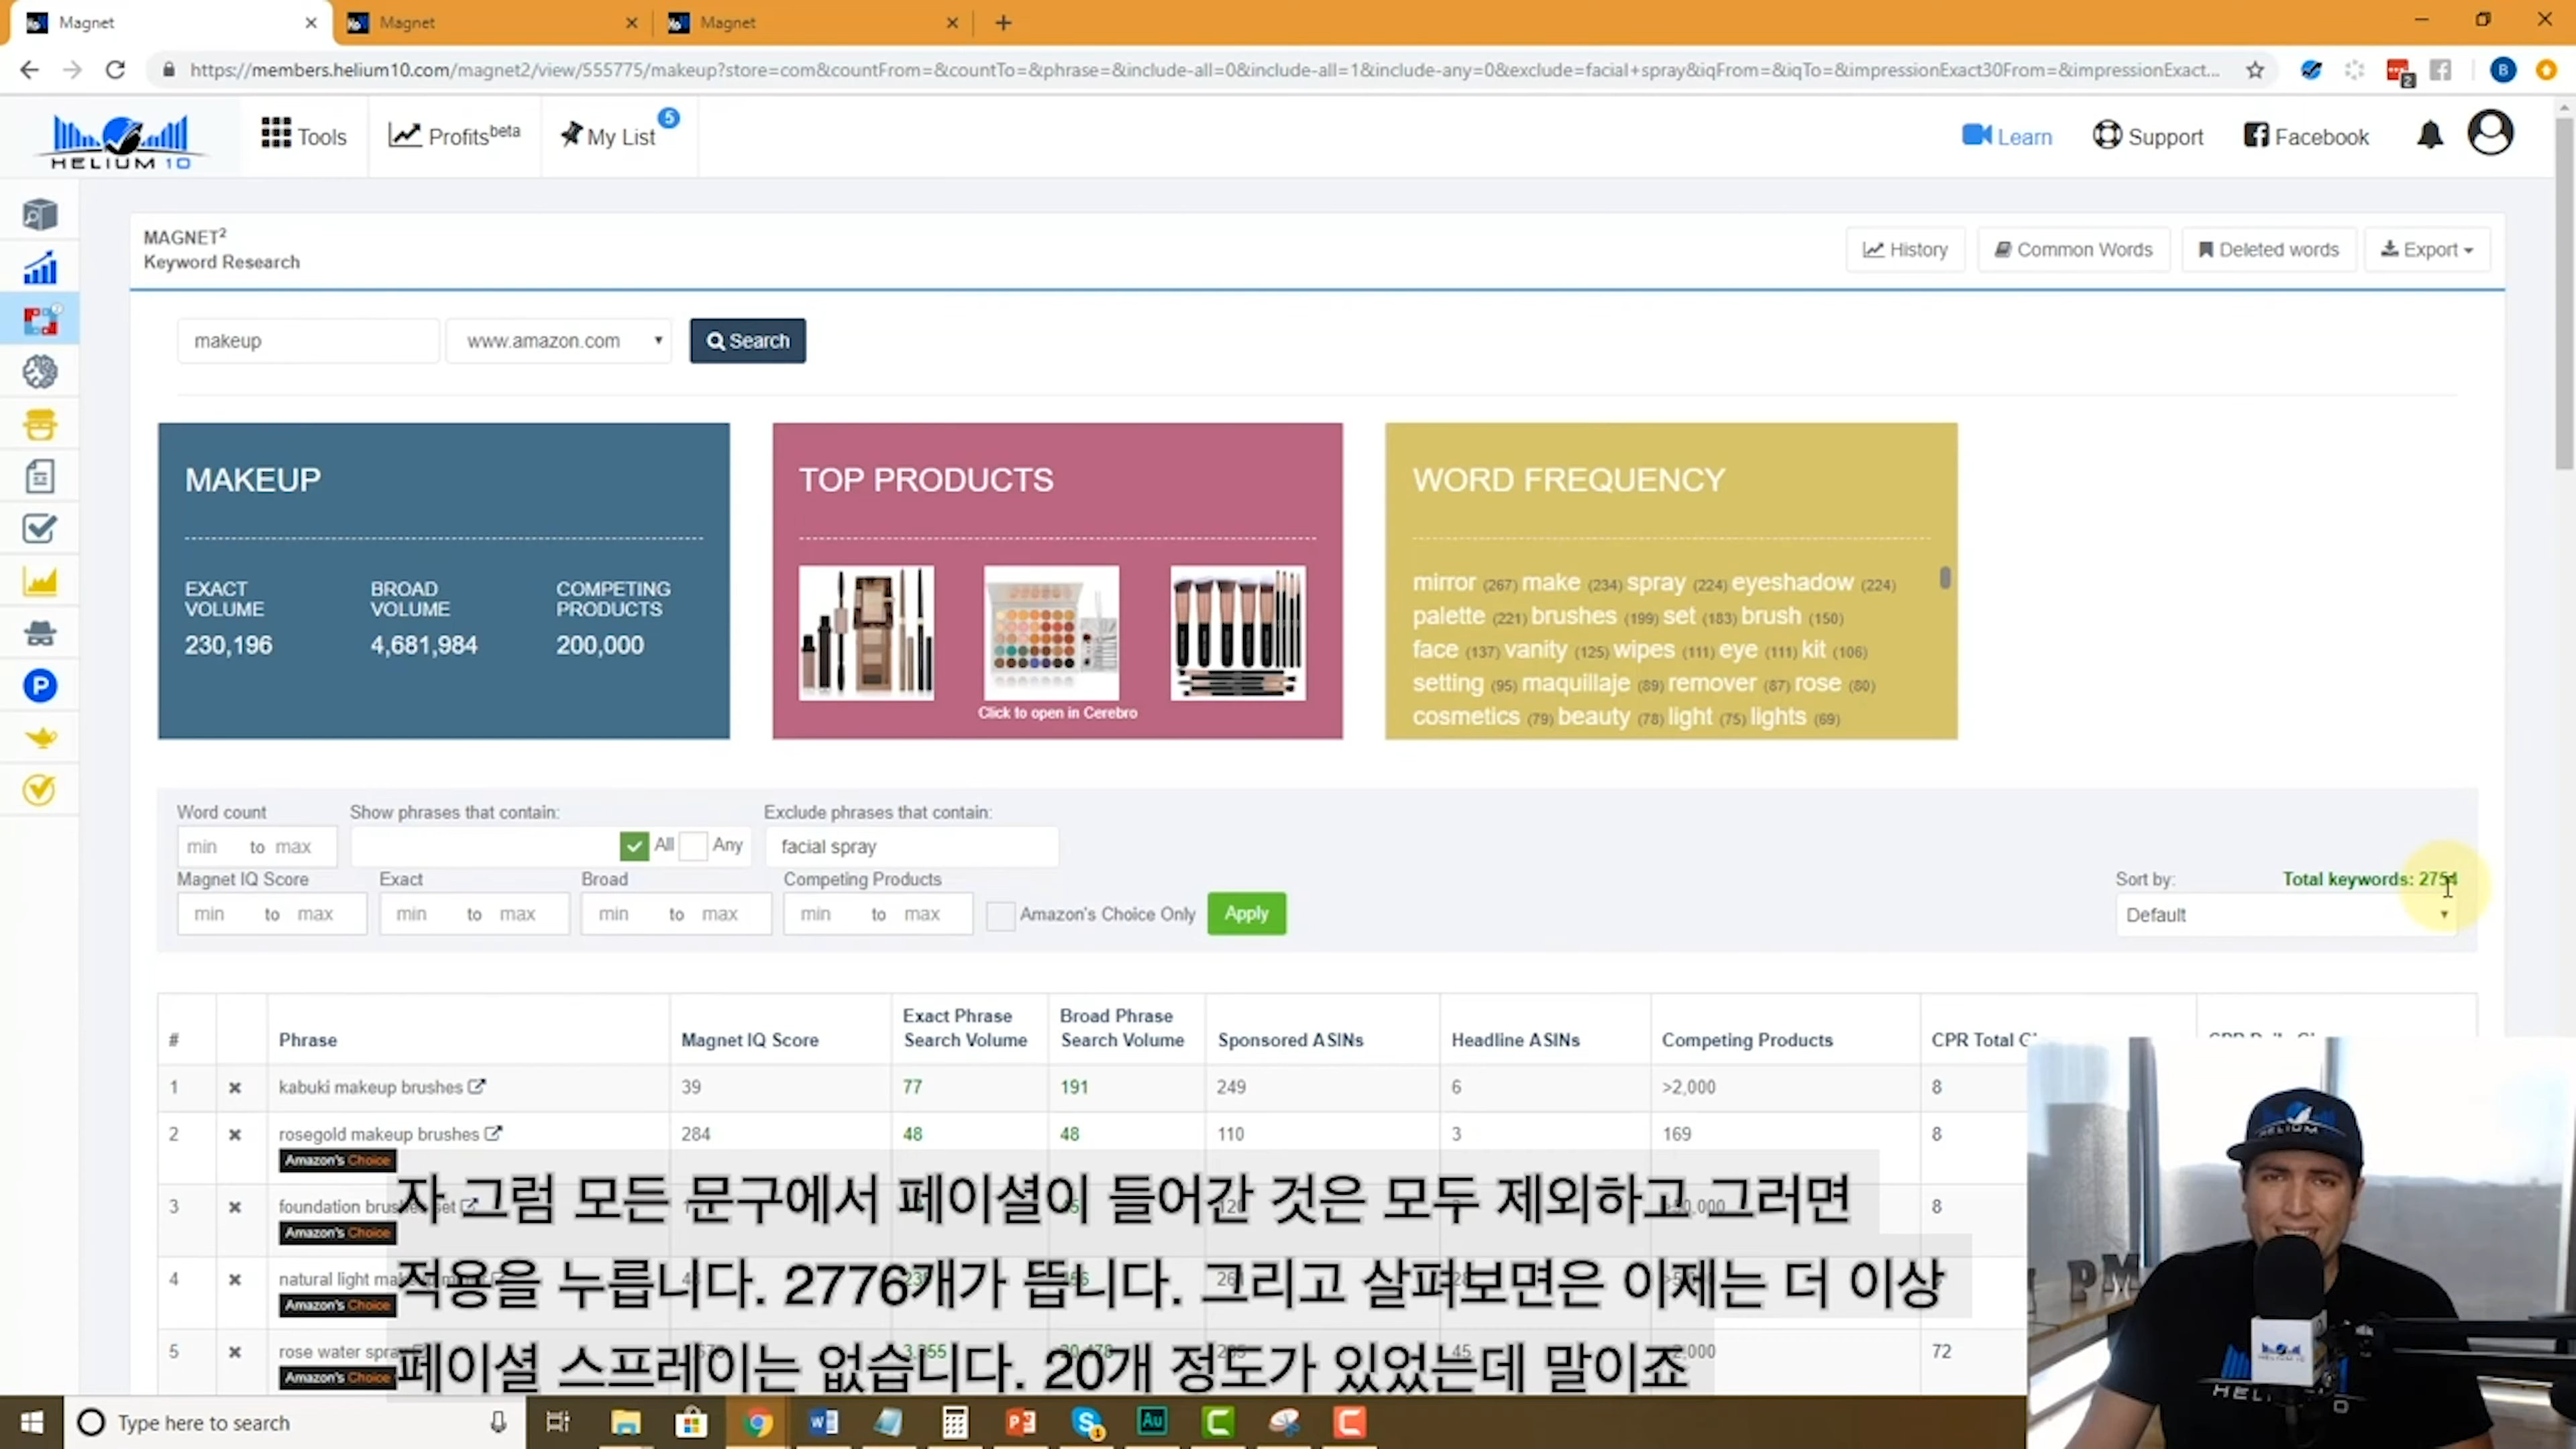 Magnet
Magnet
Magnet
https://members.helium10.com/magnet2/view/555775/makeup?store=com&countFrom=&countTo=&phrase=&include-all=0&include-all=1&include-any=0&exclude=facial+spray&iqFrom=&iqTo=&impressionExact30From=&impressionExact...
HELIUM 10
Tools
Profits beta
My List 5
Learn
Support
Facebook
MAGNET²
Keyword Research
History
Common Words
Deleted words
Export
makeup
www.amazon.com
Search
MAKEUP
EXACT VOLUME
230,196
BROAD VOLUME
4,681,984
COMPETING PRODUCTS
200,000
TOP PRODUCTS
Click to open in Cerebro
WORD FREQUENCY
mirror (267) make (234) spray (224) eyeshadow (224)
palette (221) brushes (199) set (183) brush (150)
face (137) vanity (125) wipes (111) eye (111) kit (106)
setting (95) maquillaje (89) remover (87) rose (80)
cosmetics (79) beauty (78) light (75) lights (69)
Word count
min to max
Show phrases that contain:
All Any
Exclude phrases that contain:
facial spray
Magnet IQ Score
min to max
Exact
min to max
Broad
min to max
Competing Products
min to max
Amazon's Choice Only
Apply
Sort by:
Total keywords: 2754
Default
# Phrase Magnet IQ Score Exact Phrase Search Volume Broad Phrase Search Volume Sponsored ASINs Headline ASINs Competing Products CPR Total
1 kabuki makeup brushes 39 77 191 249 6 >2,000 8
2 rosegold makeup brushes 284 48 48 110 3 169 8
Amazon's Choice
3 foundation 8
Amazon's Choice
4 natural light
Amazon's Choice
5 rose water 72
Amazon's Choice
자 그럼 모든 문구에서 페이셜이 들어간 것은 모두 제외하고 그러면
적용을 누릅니다. 2776개가 뜹니다. 그리고 살펴보면은 이제는 더 이상
페이셜 스프레이는 없습니다. 20개 정도가 있었는데 말이죠
HELIUM
Type here to search